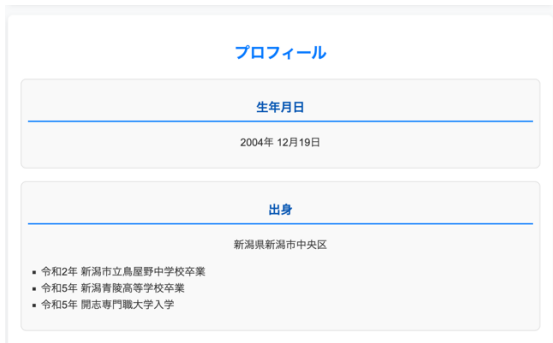 プロフィール
生年月日
2004年 12月19日
出身
新潟県新潟市中央区
▪ 令和2年 新潟市立鳥屋野中学校卒業
▪ 令和5年 新潟青陵高等学校卒業
▪ 令和5年 開志専門職大学入学